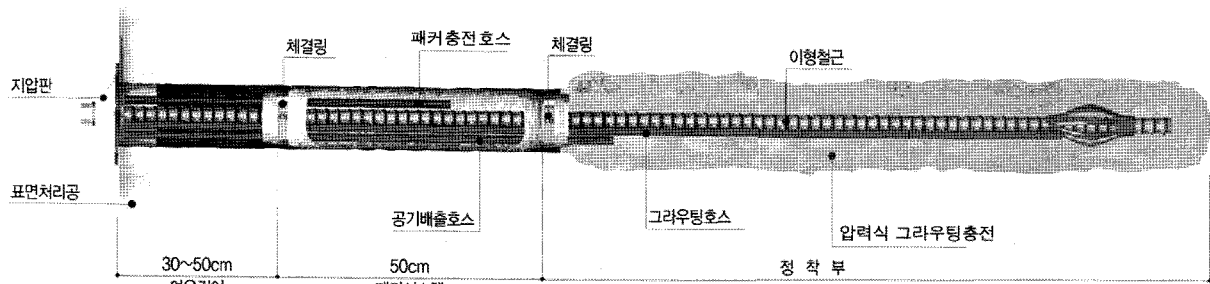 체결링
패커충전호스
체결링
이형철근
지압판
표면처리공
공기배출호스
그라우팅호스
압력식 그라우팅충전
30~50cm
50cm
정 착 부